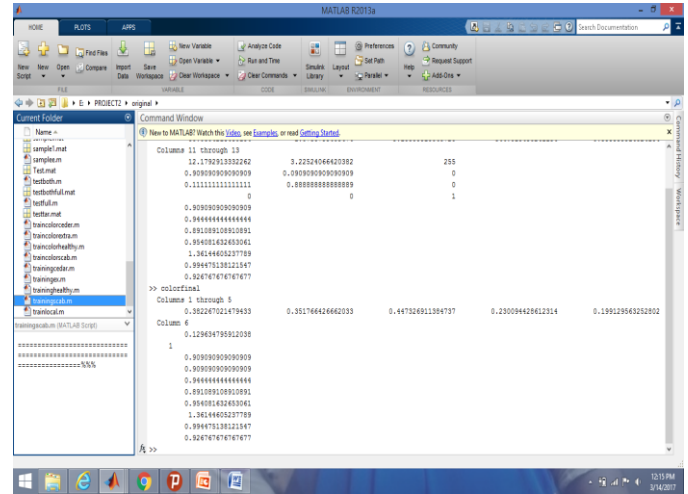 MATLAB R2013a
HOME PLOTS APPS
Search Documentation
New Script
New
Open
Find Files
Compare
Import Data
Save Workspace
New Variable
Open Variable
Clear Workspace
Analyze Code
Run and Time
Clear Commands
Simulink Library
Layout
Preferences
Set Path
Parallel
Help
Community
Request Support
Add-Ons
FILE VARIABLE CODE SIMULINK ENVIRONMENT RESOURCES
E: PROJECT2 original
Current Folder
Name
sample1.mat
samplee.m
Test.mat
testboth.m
testbothfull.mat
testfull.m
testtar.mat
traincolorceder.m
traincolorextra.m
traincolorhealthy.m
traincolorscab.m
trainingcedar.m
trainingex.m
traininghealthy.m
trainingscab.m
trainlocal.m
trainingscab.m (MATLAB Script)
================%%%
Command Window
New to MATLAB? Watch this Video, see Examples, or read Getting Started.
Columns 11 through 13
12.1792913332262 3.22524066420382 255
0.909090909090909 0.0909090909090909 0
0.111111111111111 0.888888888888889 0
0 0 1
0.909090909090909
0.944444444444444
0.891089108910891
0.954081632653061
1.36144605237789
0.994475138121547
0.926767676767677
>> colorfinal
Columns 1 through 5
0.382267021479433 0.351766426662033 0.447326911384737 0.230094428612314 0.199129563252802
Column 6
0.129634795912038
1
0.909090909090909
0.909090909090909
0.944444444444444
0.891089108910891
0.954081632653061
1.36144605237789
0.994475138121547
0.926767676767677
fx >>
Command History
Workspace
12:15 PM
3/14/2017